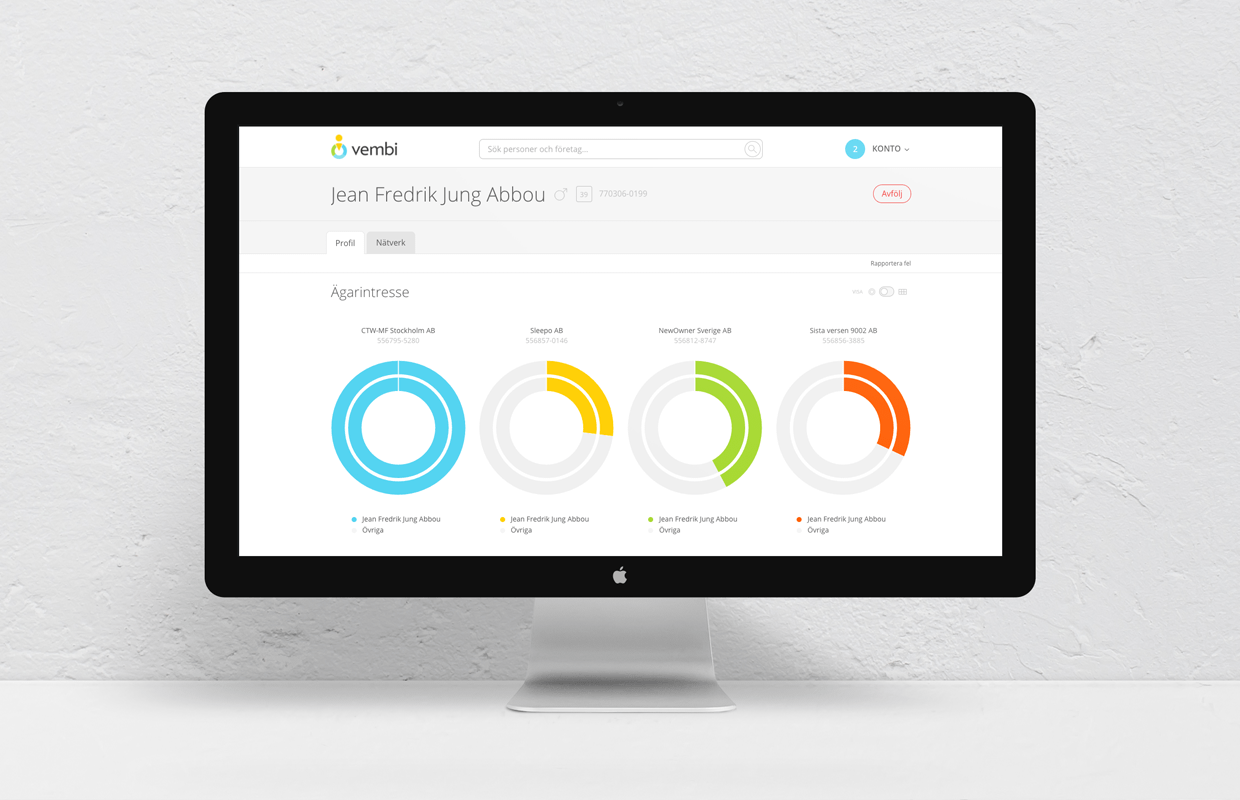 vembi
Sök personer och företag...
2 KONTO
Jean Fredrik Jung Abbou 39 770306-0199
Avfölj
Profil Nätverk
Rapportera fel
Ägarintresse
CTW-MF Stockholm AB
556795-5280
Sleepo AB
556857-0146
NewOwner Sverige AB
556812-8747
Sista versen 9002 AB
556856-3885
Jean Fredrik Jung Abbou
Övriga
Jean Fredrik Jung Abbou
Övriga
Jean Fredrik Jung Abbou
Övriga
Jean Fredrik Jung Abbou
Övriga